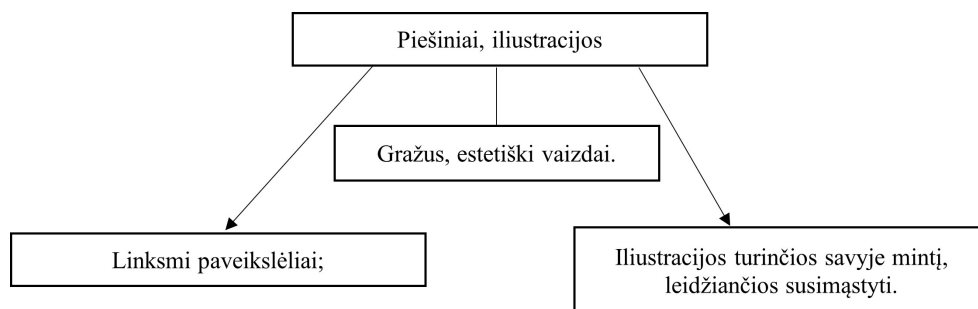 Piešiniai, iliustracijos
Gražus, estetiški vaizdai.
Linksmi paveikslėliai;
Iliustracijos turinčios savyje mintį,
leidžiančios susimąstyti.